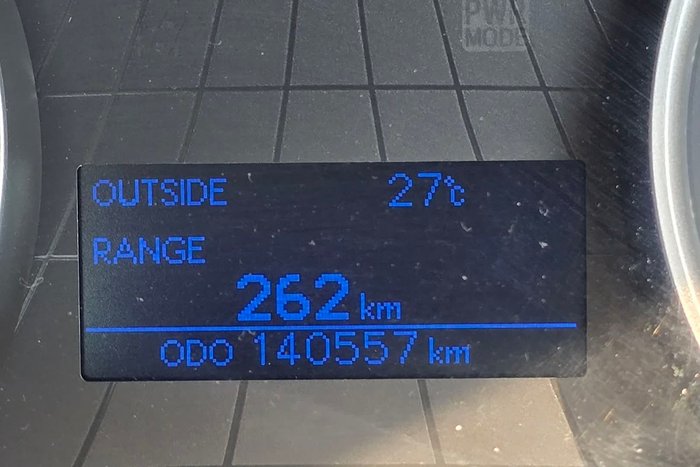 PWR
MODE
OUTSIDE 27℃
RANGE
262 km
ODO 140557 km